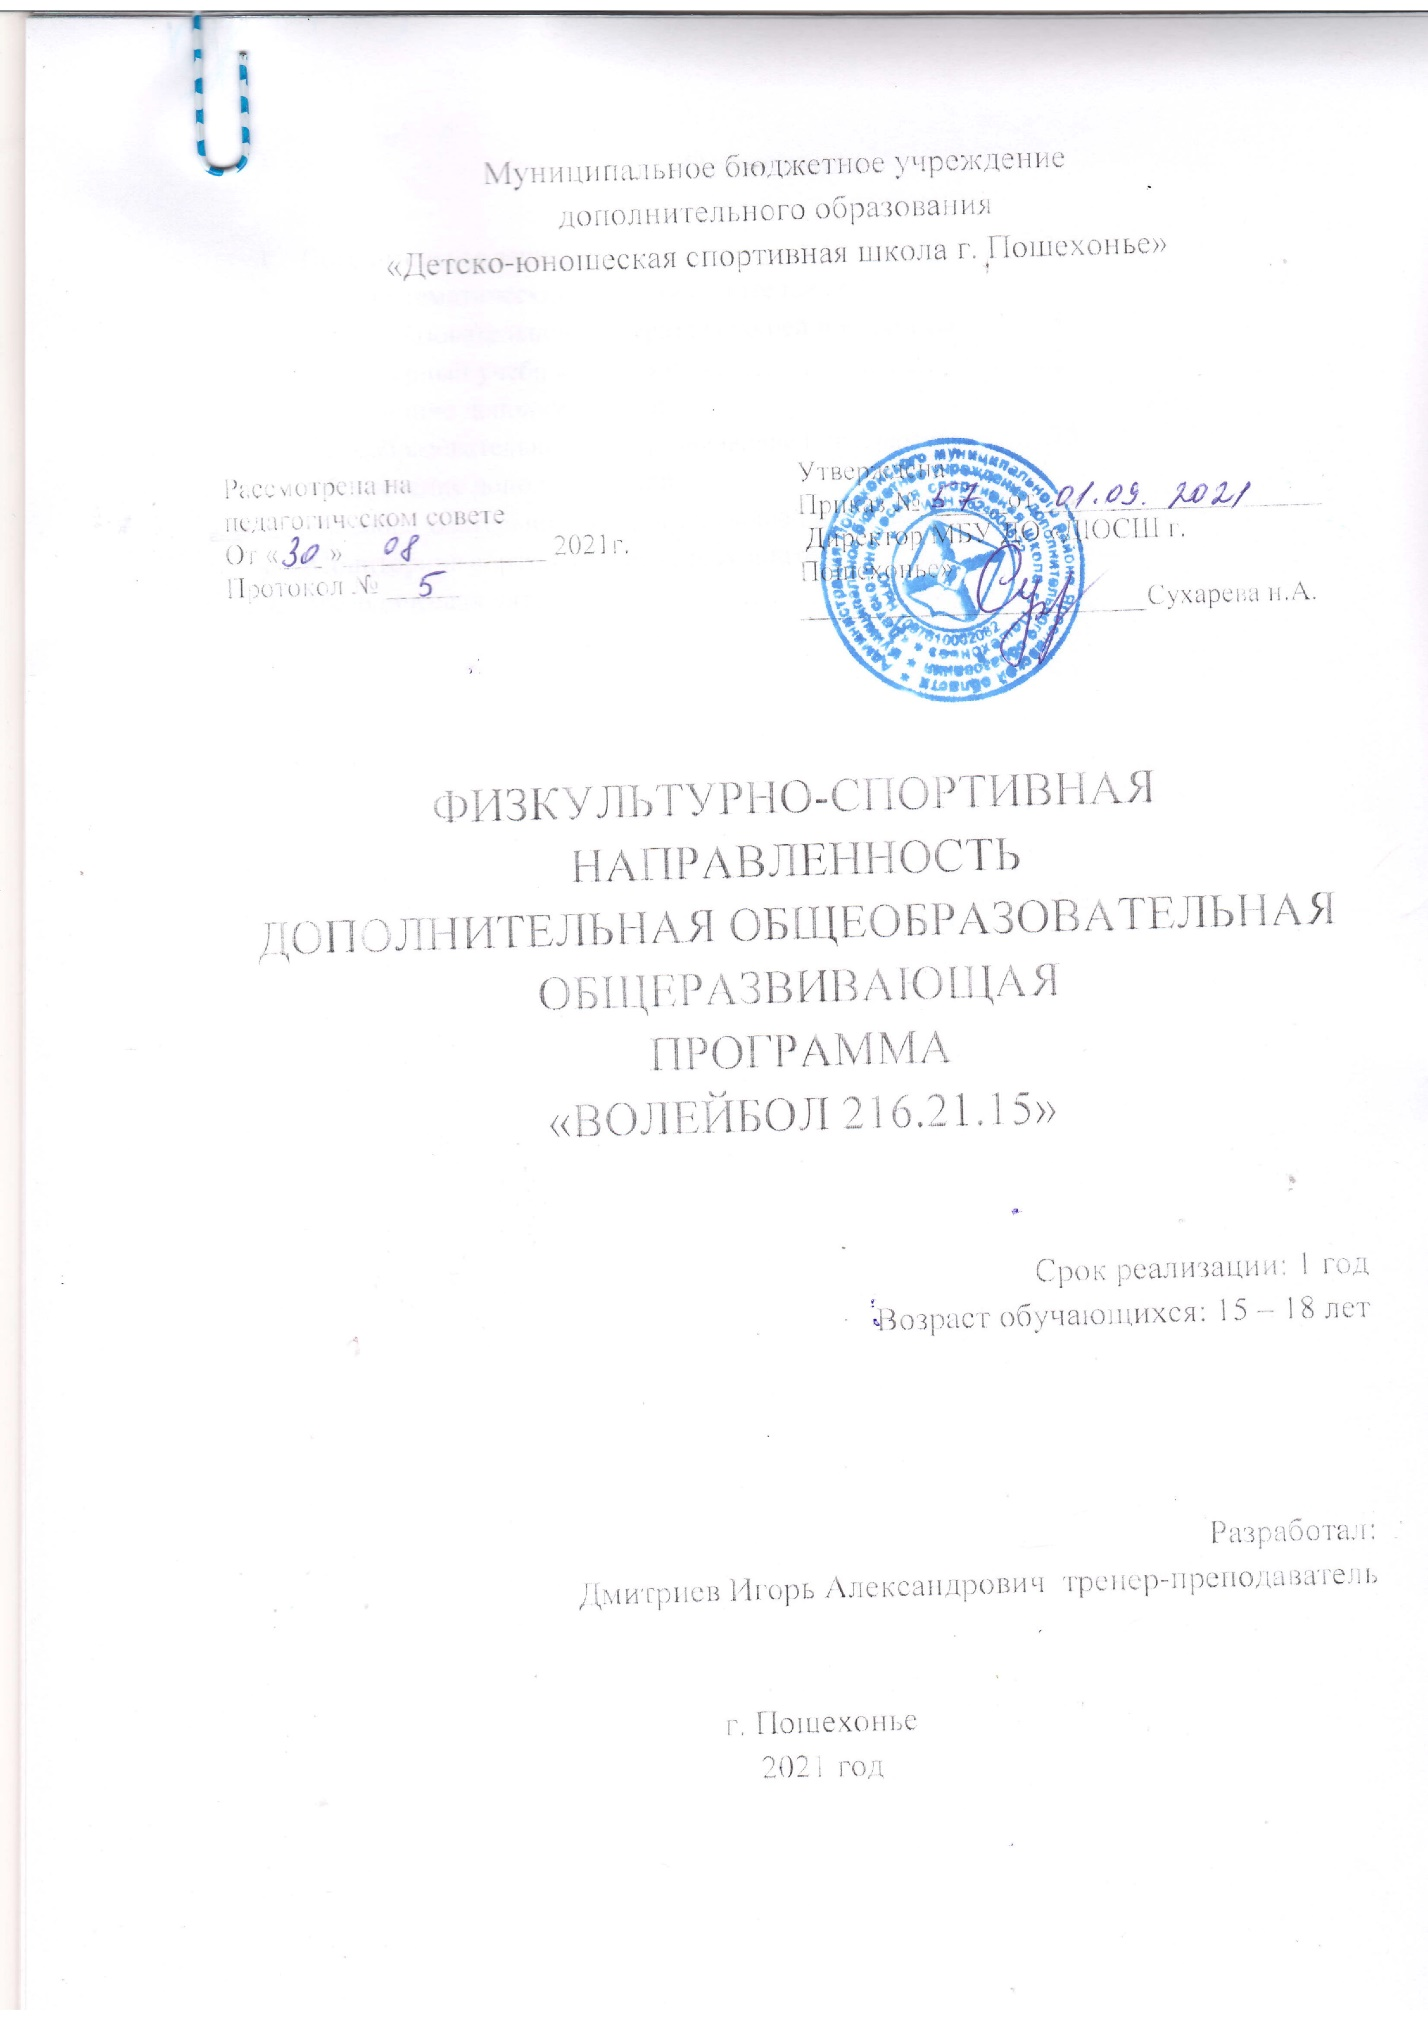 Муниципальное бюджетное учреждение
дополнительного образования
«Детско-юношеская спортивная школа г. Пошехонье»
Рассмотрена на
педагогическом совете
От «30» 08 2021г.
Протокол № 5
Утверждена
Приказ № 57 от 01.09. 2021
Директор МБУ ДО «ДЮСШ г.
Пошехонье»
Сухарева н.А.
ФИЗКУЛЬТУРНО-СПОРТИВНАЯ
НАПРАВЛЕННОСТЬ
ДОПОЛНИТЕЛЬНАЯ ОБЩЕОБРАЗОВАТЕЛЬНАЯ
ОБЩЕРАЗВИВАЮЩАЯ
ПРОГРАММА
«ВОЛЕЙБОЛ 216.21.15»
Срок реализации: 1 год
Возраст обучающихся: 15 – 18 лет
Разработал:
Дмитриев Игорь Александрович тренер-преподаватель
г. Пошехонье
2021 год